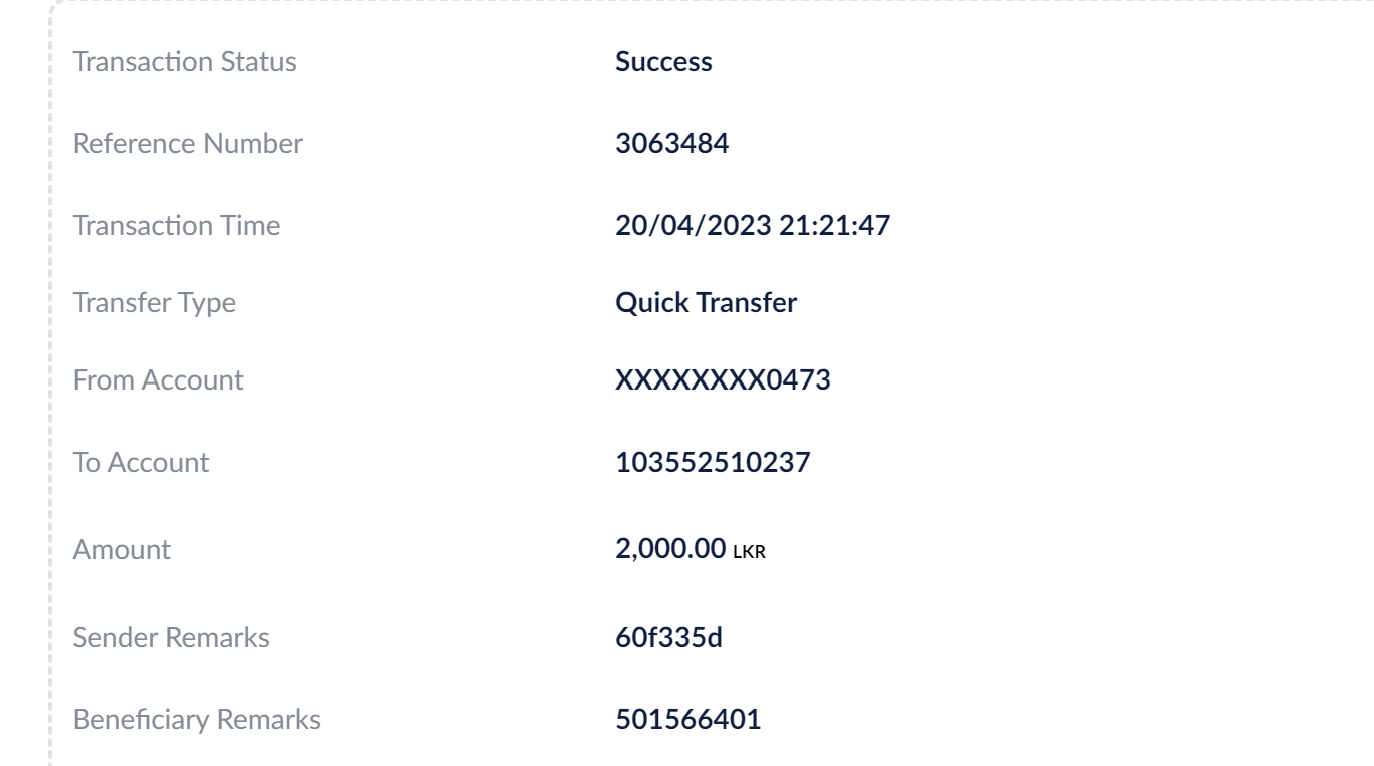 Transaction Status Success
Reference Number 3063484
Transaction Time 20/04/2023 21:21:47
Transfer Type Quick Transfer
From Account XXXXXXXX0473
To Account 103552510237
Amount 2,000.00 LKR
Sender Remarks 60f335d
Beneficiary Remarks 501566401